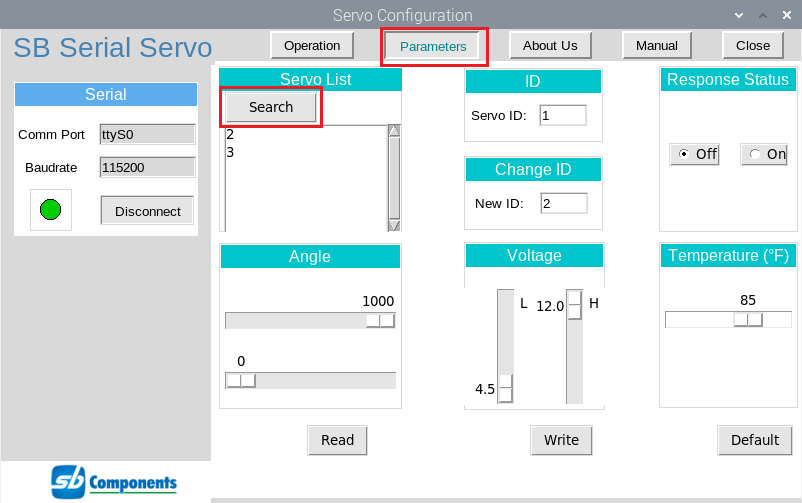 Servo Configuration
SB Serial Servo
Operation
Parameters
About Us
Manual
Close
Serial
Comm Port
ttyS0
Baudrate
115200
Disconnect
Servo List
Search
2
3
ID
Servo ID:
1
Change ID
New ID:
2
Response Status
Off
On
Angle
1000
0
Voltage
L
12.0
H
4.5
Temperature (°F)
85
Read
Write
Default
sb Components